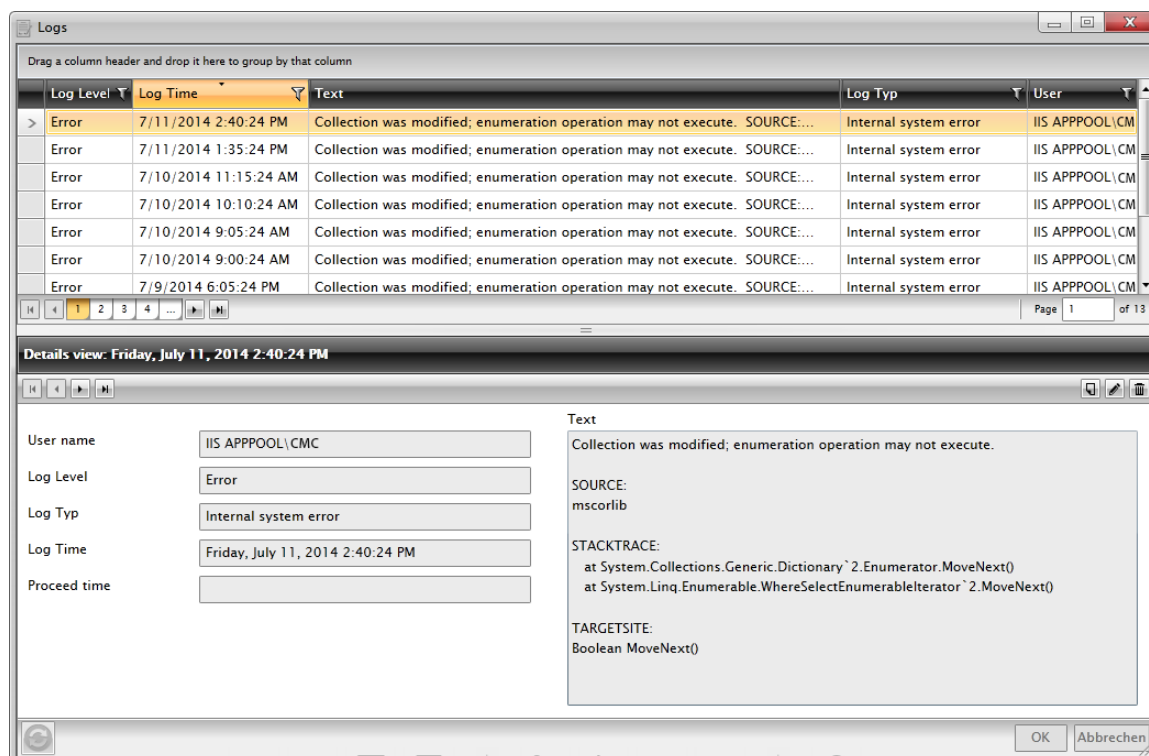 Logs
Drag a column header and drop it here to group by that column
Log Level Log Time Text Log Typ User
Error 7/11/2014 2:40:24 PM Collection was modified; enumeration operation may not execute. SOURCE:... Internal system error IIS APPPOOL\CM
Error 7/11/2014 1:35:24 PM Collection was modified; enumeration operation may not execute. SOURCE:... Internal system error IIS APPPOOL\CM
Error 7/10/2014 11:15:24 AM Collection was modified; enumeration operation may not execute. SOURCE:... Internal system error IIS APPPOOL\CM
Error 7/10/2014 10:10:24 AM Collection was modified; enumeration operation may not execute. SOURCE:... Internal system error IIS APPPOOL\CM
Error 7/10/2014 9:05:24 AM Collection was modified; enumeration operation may not execute. SOURCE:... Internal system error IIS APPPOOL\CM
Error 7/10/2014 9:00:24 AM Collection was modified; enumeration operation may not execute. SOURCE:... Internal system error IIS APPPOOL\CM
Error 7/9/2014 6:05:24 PM Collection was modified; enumeration operation may not execute. SOURCE:... Internal system error IIS APPPOOL\CM
1 2 3 4 ... Page 1 of 13
Details view: Friday, July 11, 2014 2:40:24 PM
User name IIS APPPOOL\CMC
Log Level Error
Log Typ Internal system error
Log Time Friday, July 11, 2014 2:40:24 PM
Proceed time
Text
Collection was modified; enumeration operation may not execute.
SOURCE:
mscorlib
STACKTRACE:
at System.Collections.Generic.Dictionary`2.Enumerator.MoveNext()
at System.Linq.Enumerable.WhereSelectEnumerableIterator`2.MoveNext()
TARGETSITE:
Boolean MoveNext()
OK Abbrechen